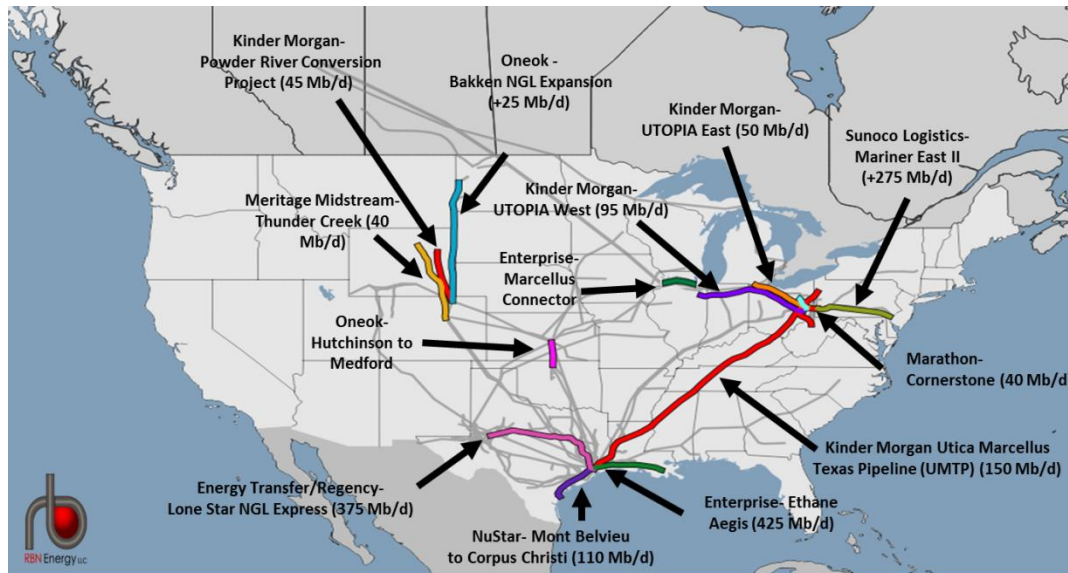 Kinder Morgan-
Powder River Conversion
Project (45 Mb/d)
Oneok -
Bakken NGL Expansion
(+25 Mb/d)
Kinder Morgan-
UTOPIA East (50 Mb/d)
Sunoco Logistics-
Mariner East II
(+275 Mb/d)
Meritage Midstream-
Thunder Creek (40
Mb/d)
Kinder Morgan-
UTOPIA West (95 Mb/d)
Enterprise-
Marcellus
Connector
Oneok-
Hutchinson to
Medford
Marathon-
Cornerstone (40 Mb/d)
Kinder Morgan Utica Marcellus
Texas Pipeline (UMTP) (150 Mb/d)
Energy Transfer/Regency-
Lone Star NGL Express (375 Mb/d)
Enterprise- Ethane
Aegis (425 Mb/d)
NuStar- Mont Belvieu
to Corpus Christi (110 Mb/d)
RBN Energy LLC